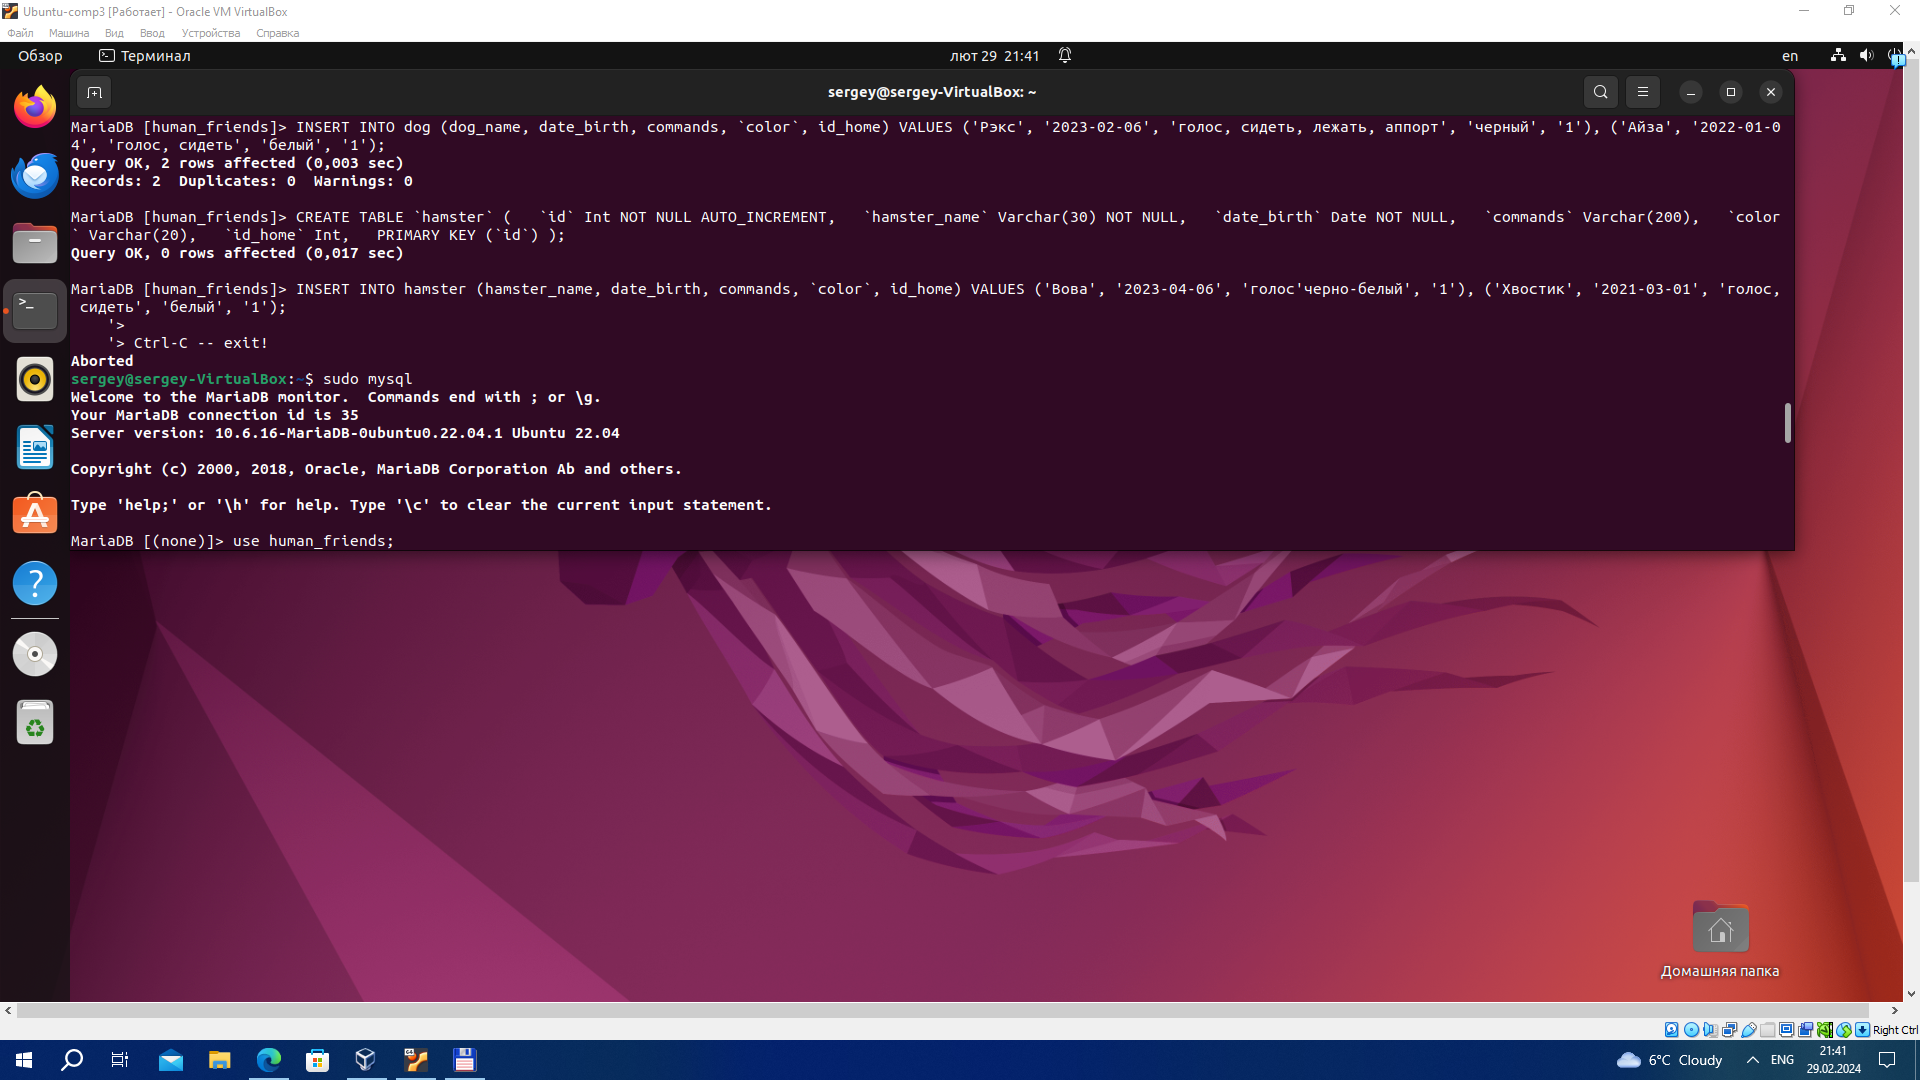 Ubuntu-comp3 [Работает] - Oracle VM VirtualBox
Файл Машина Вид Ввод Устройства Справка
Обзор Терминал лют 29 21:41 en
sergey@sergey-VirtualBox: ~
MariaDB [human_friends]> INSERT INTO dog (dog_name, date_birth, commands, `color`, id_home) VALUES ('Рэкс', '2023-02-06', 'голос, сидеть, лежать, аппорт', 'черный', '1'), ('Айза', '2022-01-0
4', 'голос, сидеть', 'белый', '1');
Query OK, 2 rows affected (0,003 sec)
Records: 2  Duplicates: 0  Warnings: 0
MariaDB [human_friends]> CREATE TABLE `hamster` (   `id` Int NOT NULL AUTO_INCREMENT,   `hamster_name` Varchar(30) NOT NULL,   `date_birth` Date NOT NULL,   `commands` Varchar(200),   `color
` Varchar(20),   `id_home` Int,   PRIMARY KEY (`id`) );
Query OK, 0 rows affected (0,017 sec)
MariaDB [human_friends]> INSERT INTO hamster (hamster_name, date_birth, commands, `color`, id_home) VALUES ('Вова', '2023-04-06', 'голос'черно-белый', '1'), ('Хвостик', '2021-03-01', 'голос,
 сидеть', 'белый', '1');
    '>
    '> Ctrl-C -- exit!
Aborted
sergey@sergey-VirtualBox:~$ sudo mysql
Welcome to the MariaDB monitor.  Commands end with ; or \g.
Your MariaDB connection id is 35
Server version: 10.6.16-MariaDB-0ubuntu0.22.04.1 Ubuntu 22.04
Copyright (c) 2000, 2018, Oracle, MariaDB Corporation Ab and others.
Type 'help;' or '\h' for help. Type '\c' to clear the current input statement.
MariaDB [(none)]> use human_friends;
Домашняя папка
Right Ctrl
6°C Cloudy ENG 21:41
29.02.2024